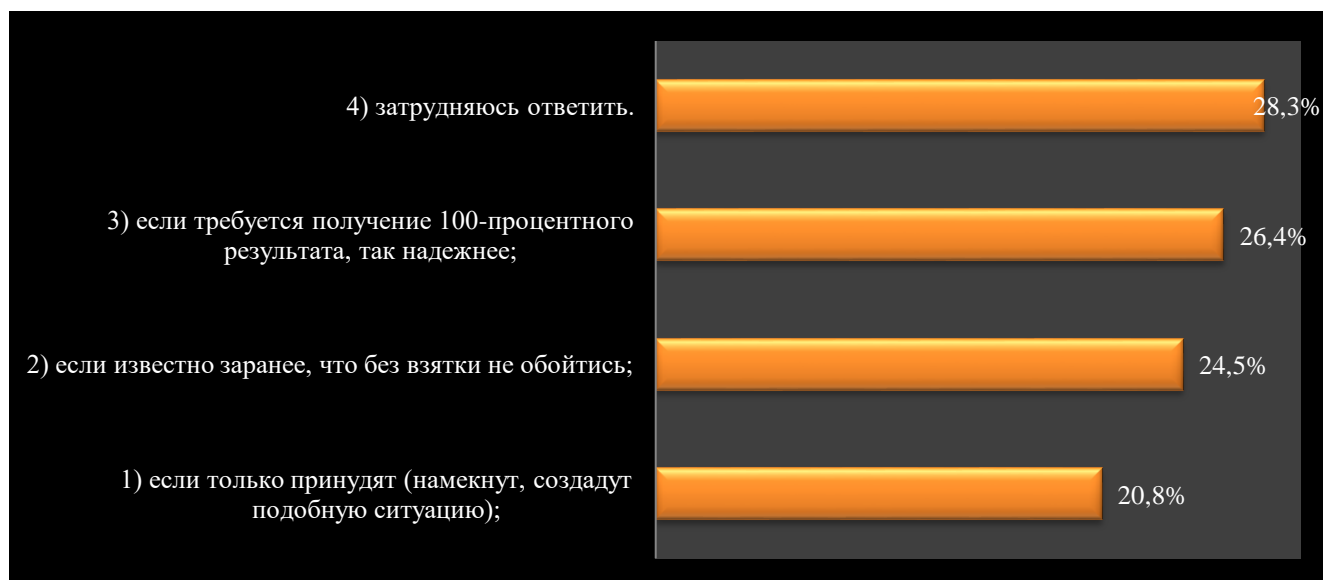 4) затрудняюсь ответить.
28,3%
3) если требуется получение 100-процентного
результата, так надежнее;
26,4%
2) если известно заранее, что без взятки не обойтись;
24,5%
1) если только принудят (намекнут, создадут
подобную ситуацию);
20,8%